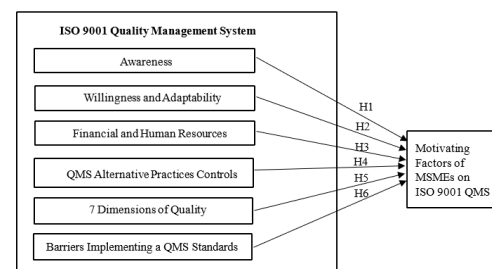 ISO 9001 Quality Management System
Awareness
Willingness and Adaptability
Financial and Human Resources
QMS Alternative Practices Controls
7 Dimensions of Quality
Barriers Implementing a QMS Standards
H1
H2
H3
H4
H5
H6
Motivating
Factors of
MSMEs on
ISO 9001 QMS